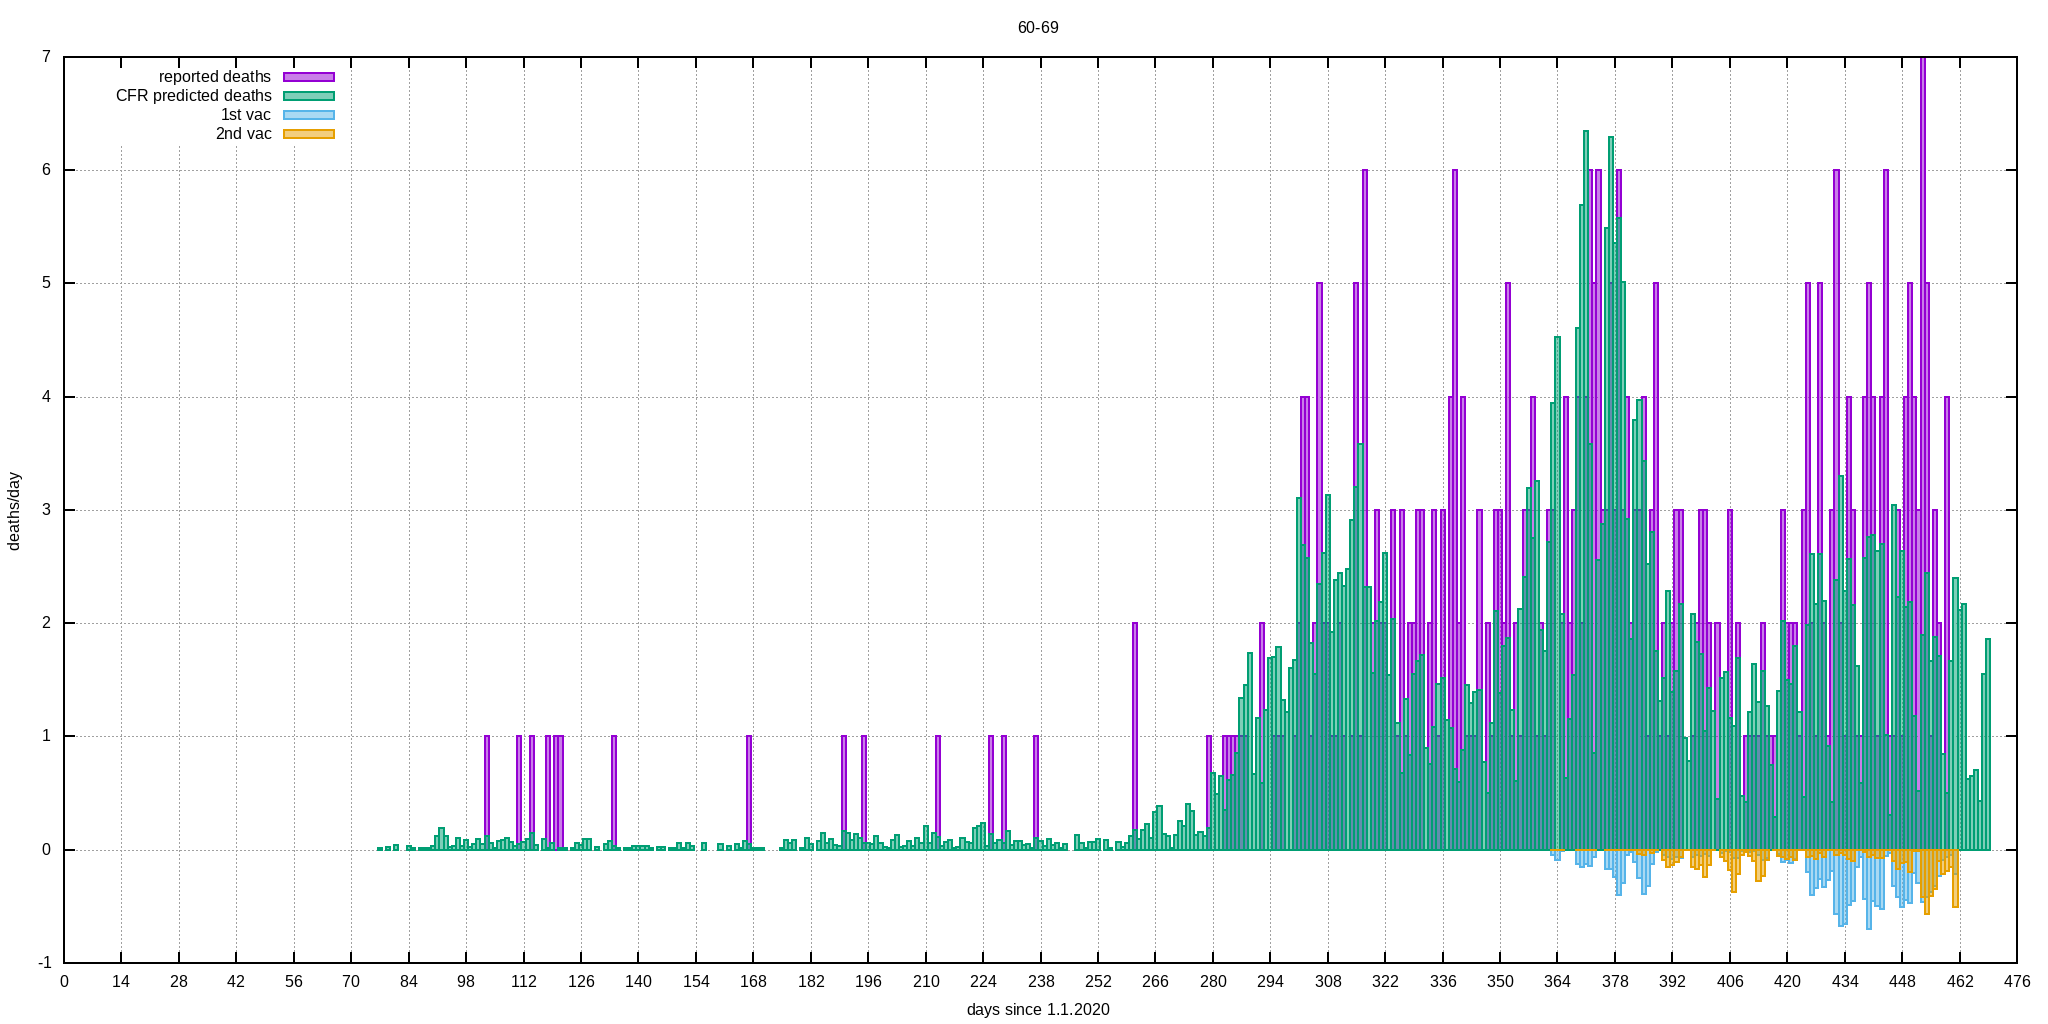 60-69
7
reported deaths
CFR predicted deaths
1st vac
2nd vac
6
5
4
3
2
1
0
-1
deaths/day
0 14 28 42 56 70 84 98 112 126 140 154 168 182 196 210 224 238 252 266 280 294 308 322 336 350 364 378 392 406 420 434 448 462 476
days since 1.1.2020